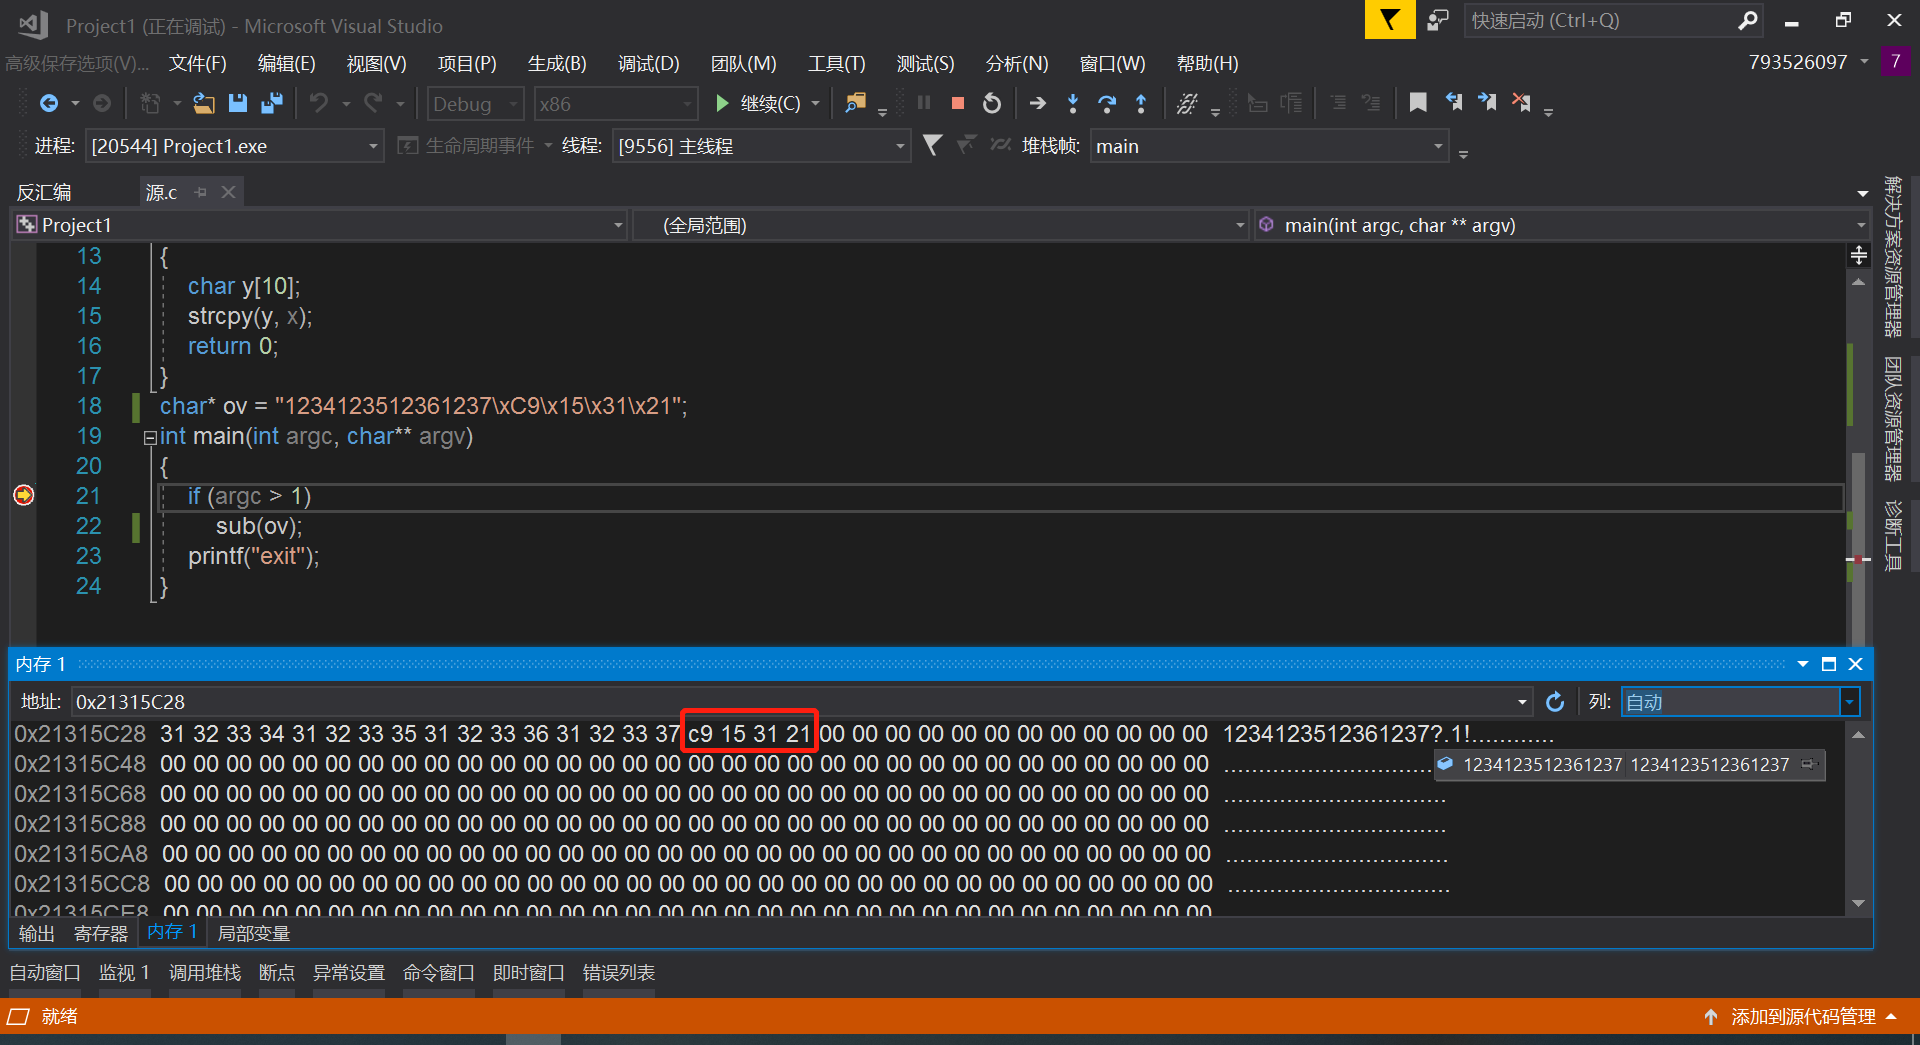 Project1 (正在调试) - Microsoft Visual Studio
快速启动 (Ctrl+Q)
高级保存选项(V)... 文件(F) 编辑(E) 视图(V) 项目(P) 生成(B) 调试(D) 团队(M) 工具(T) 测试(S) 分析(N) 窗口(W) 帮助(H) 793526097 7
Debug x86 继续(C)
进程: [20544] Project1.exe 生命周期事件 线程: [9556] 主线程 堆栈帧: main
反汇编 源.c
Project1 (全局范围) main(int argc, char ** argv)
13 {
14 char y[10];
15 strcpy(y, x);
16 return 0;
17 }
18 char* ov = "1234123512361237\xC9\x15\x31\x21";
19 int main(int argc, char** argv)
20 {
21 if (argc > 1)
22 sub(ov);
23 printf("exit");
24 }
解决方案资源管理器
团队资源管理器
诊断工具
内存 1
地址: 0x21315C28 列: 自动
0x21315C28 31 32 33 34 31 32 33 35 31 32 33 36 31 32 33 37 c9 15 31 21 00 00 00 00 00 00 00 00 00 00 00 00 1234123512361237?.1!............
0x21315C48 00 00 00 00 00 00 00 00 00 00 00 00 00 00 00 00 00 00 00 00 00 00 00 00 00 00 00 00 00 00 00 00 ..............................
1234123512361237 1234123512361237
0x21315C68 00 00 00 00 00 00 00 00 00 00 00 00 00 00 00 00 00 00 00 00 00 00 00 00 00 00 00 00 00 00 00 00 ................................
0x21315C88 00 00 00 00 00 00 00 00 00 00 00 00 00 00 00 00 00 00 00 00 00 00 00 00 00 00 00 00 00 00 00 00 ................................
0x21315CA8 00 00 00 00 00 00 00 00 00 00 00 00 00 00 00 00 00 00 00 00 00 00 00 00 00 00 00 00 00 00 00 00 ................................
0x21315CC8 00 00 00 00 00 00 00 00 00 00 00 00 00 00 00 00 00 00 00 00 00 00 00 00 00 00 00 00 00 00 00 00 ................................
0x21315CE8 00 00 00 00 00 00 00 00 00 00 00 00 00 00 00 00 00 00 00 00 00 00 00 00 00 00 00 00 00 00 00 00
输出 寄存器 内存 1 局部变量
自动窗口 监视 1 调用堆栈 断点 异常设置 命令窗口 即时窗口 错误列表
就绪 添加到源代码管理